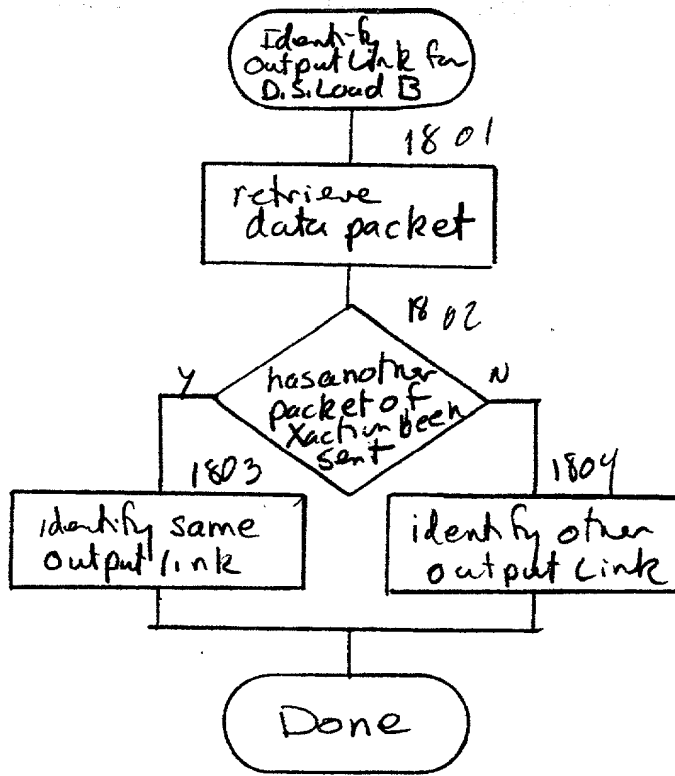 Identify
Output Link for
D.S. Load B
1801
retrieve
data packet
1802
has another
packet of
Xaction been
sent
Y
N
1803
identify same
output link
1804
identify other
output link
Done